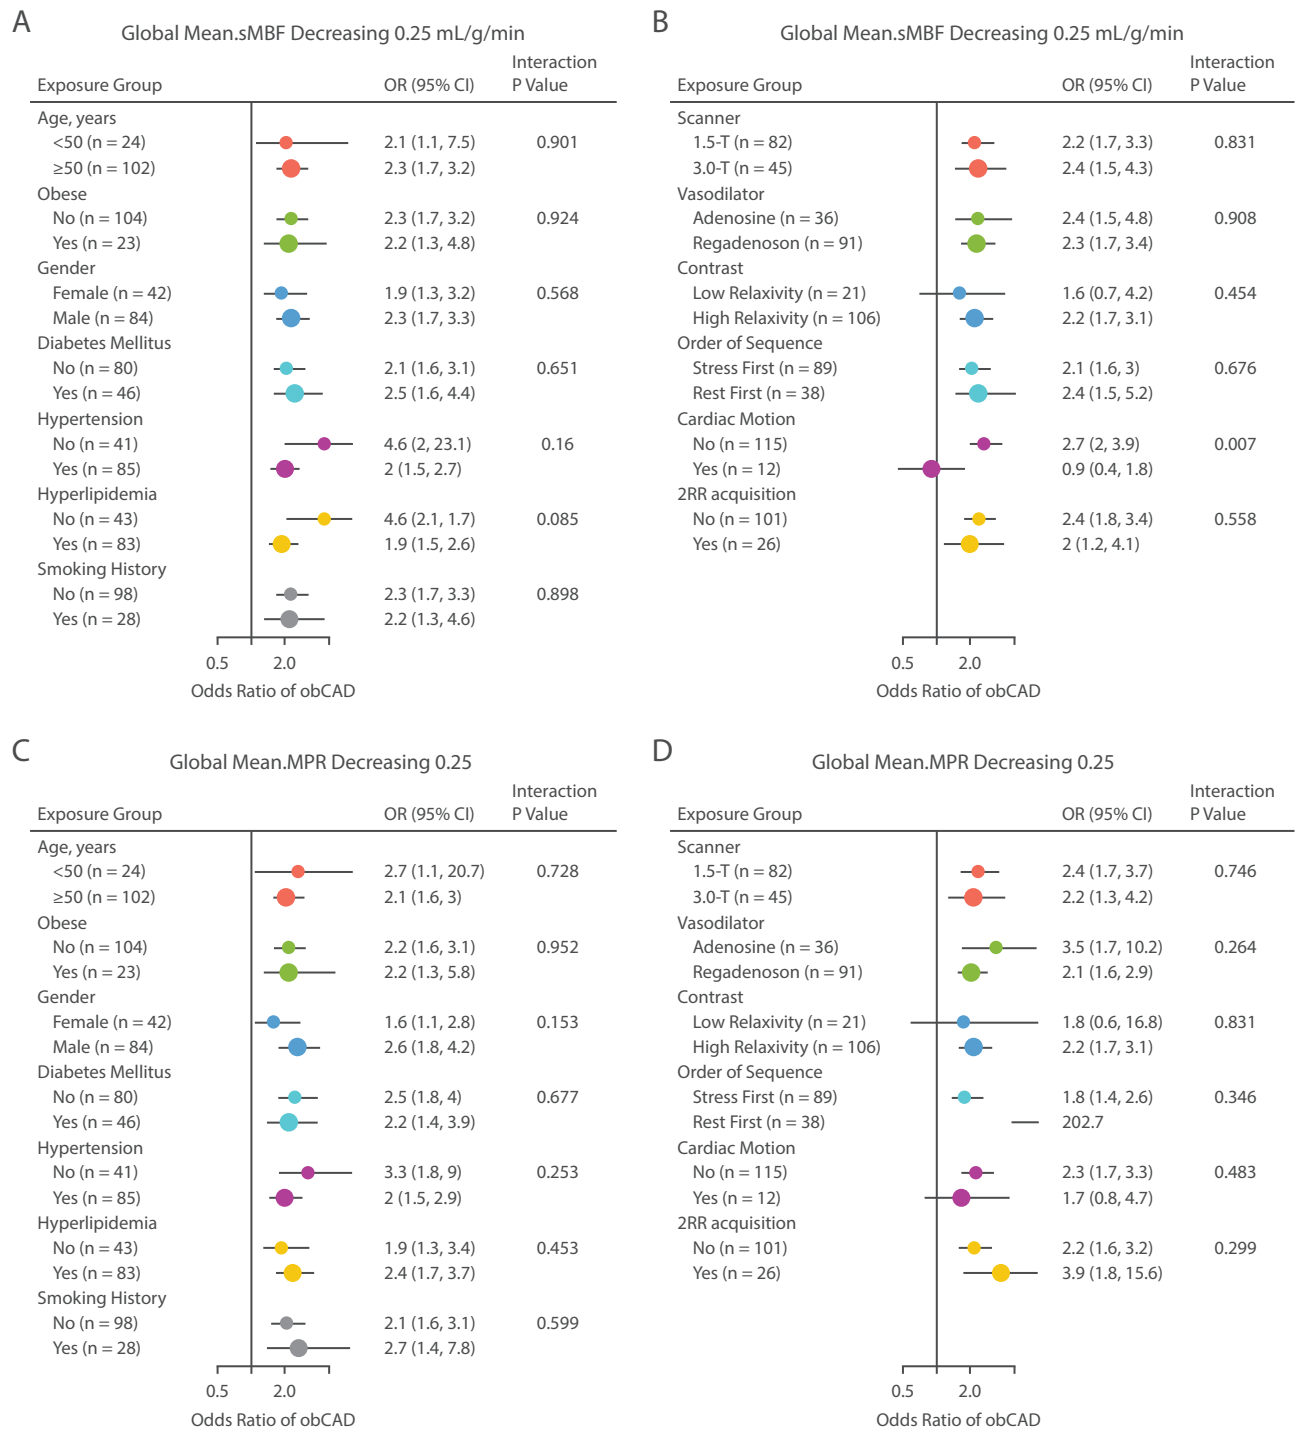 A
Global Mean.sMBF Decreasing 0.25 mL/g/min
Interaction
Exposure Group OR (95% CI) P Value
Age, years
<50 (n = 24) 2.1 (1.1, 7.5) 0.901
≥50 (n = 102) 2.3 (1.7, 3.2)
Obese
No (n = 104) 2.3 (1.7, 3.2) 0.924
Yes (n = 23) 2.2 (1.3, 4.8)
Gender
Female (n = 42) 1.9 (1.3, 3.2) 0.568
Male (n = 84) 2.3 (1.7, 3.3)
Diabetes Mellitus
No (n = 80) 2.1 (1.6, 3.1) 0.651
Yes (n = 46) 2.5 (1.6, 4.4)
Hypertension
No (n = 41) 4.6 (2, 23.1) 0.16
Yes (n = 85) 2 (1.5, 2.7)
Hyperlipidemia
No (n = 43) 4.6 (2.1, 1.7) 0.085
Yes (n = 83) 1.9 (1.5, 2.6)
Smoking History
No (n = 98) 2.3 (1.7, 3.3) 0.898
Yes (n = 28) 2.2 (1.3, 4.6)
0.5 2.0
Odds Ratio of obCAD
B
Global Mean.sMBF Decreasing 0.25 mL/g/min
Interaction
Exposure Group OR (95% CI) P Value
Scanner
1.5-T (n = 82) 2.2 (1.7, 3.3) 0.831
3.0-T (n = 45) 2.4 (1.5, 4.3)
Vasodilator
Adenosine (n = 36) 2.4 (1.5, 4.8) 0.908
Regadenoson (n = 91) 2.3 (1.7, 3.4)
Contrast
Low Relaxivity (n = 21) 1.6 (0.7, 4.2) 0.454
High Relaxivity (n = 106) 2.2 (1.7, 3.1)
Order of Sequence
Stress First (n = 89) 2.1 (1.6, 3) 0.676
Rest First (n = 38) 2.4 (1.5, 5.2)
Cardiac Motion
No (n = 115) 2.7 (2, 3.9) 0.007
Yes (n = 12) 0.9 (0.4, 1.8)
2RR acquisition
No (n = 101) 2.4 (1.8, 3.4) 0.558
Yes (n = 26) 2 (1.2, 4.1)
0.5 2.0
Odds Ratio of obCAD
C
Global Mean.MPR Decreasing 0.25
Interaction
Exposure Group OR (95% CI) P Value
Age, years
<50 (n = 24) 2.7 (1.1, 20.7) 0.728
≥50 (n = 102) 2.1 (1.6, 3)
Obese
No (n = 104) 2.2 (1.6, 3.1) 0.952
Yes (n = 23) 2.2 (1.3, 5.8)
Gender
Female (n = 42) 1.6 (1.1, 2.8) 0.153
Male (n = 84) 2.6 (1.8, 4.2)
Diabetes Mellitus
No (n = 80) 2.5 (1.8, 4) 0.677
Yes (n = 46) 2.2 (1.4, 3.9)
Hypertension
No (n = 41) 3.3 (1.8, 9) 0.253
Yes (n = 85) 2 (1.5, 2.9)
Hyperlipidemia
No (n = 43) 1.9 (1.3, 3.4) 0.453
Yes (n = 83) 2.4 (1.7, 3.7)
Smoking History
No (n = 98) 2.1 (1.6, 3.1) 0.599
Yes (n = 28) 2.7 (1.4, 7.8)
0.5 2.0
Odds Ratio of obCAD
D
Global Mean.MPR Decreasing 0.25
Interaction
Exposure Group OR (95% CI) P Value
Scanner
1.5-T (n = 82) 2.4 (1.7, 3.7) 0.746
3.0-T (n = 45) 2.2 (1.3, 4.2)
Vasodilator
Adenosine (n = 36) 3.5 (1.7, 10.2) 0.264
Regadenoson (n = 91) 2.1 (1.6, 2.9)
Contrast
Low Relaxivity (n = 21) 1.8 (0.6, 16.8) 0.831
High Relaxivity (n = 106) 2.2 (1.7, 3.1)
Order of Sequence
Stress First (n = 89) 1.8 (1.4, 2.6) 0.346
Rest First (n = 38) 202.7
Cardiac Motion
No (n = 115) 2.3 (1.7, 3.3) 0.483
Yes (n = 12) 1.7 (0.8, 4.7)
2RR acquisition
No (n = 101) 2.2 (1.6, 3.2) 0.299
Yes (n = 26) 3.9 (1.8, 15.6)
0.5 2.0
Odds Ratio of obCAD